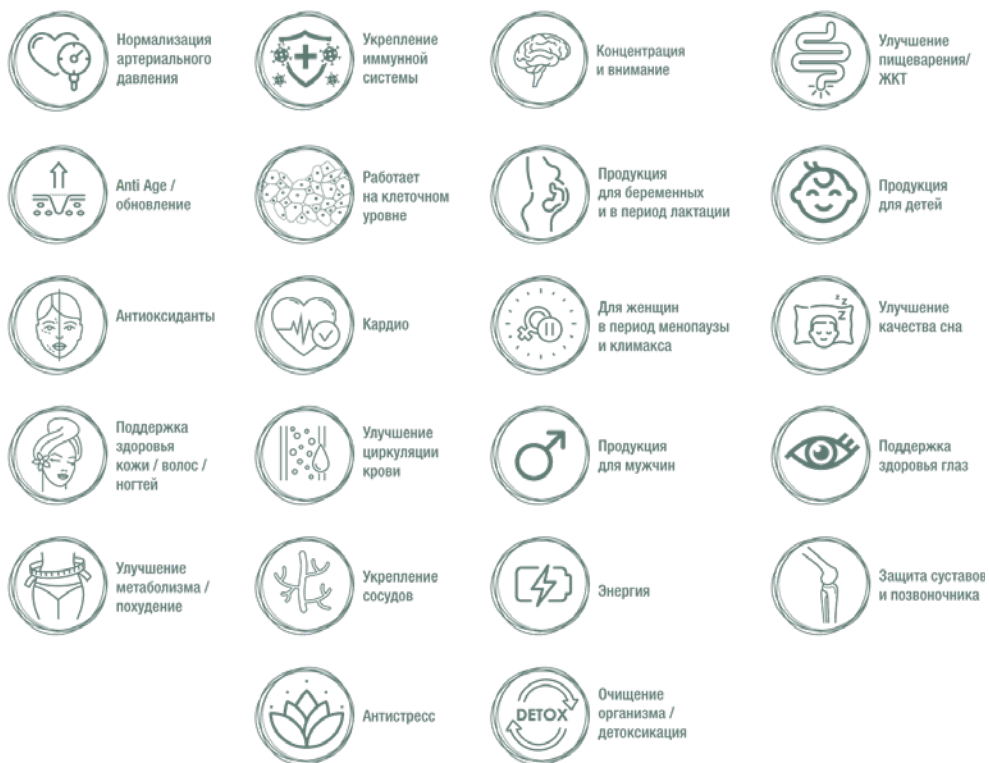 Нормализация
артериального
давления
Укрепление
иммунной
системы
Концентрация
и внимание
Улучшение
пищеварения/
ЖКТ
Anti Age /
обновление
Работает
на клеточном
уровне
Продукция
для беременных
и в период лактации
Продукция
для детей
Антиоксиданты
Кардио
Для женщин
в период менопаузы
и климакса
Улучшение
качества сна
Поддержка
здоровья
кожи / волос /
ногтей
Улучшение
циркуляции
крови
Продукция
для мужчин
Поддержка
здоровья глаз
Улучшение
метаболизма /
похудение
Укрепление
сосудов
Энергия
Защита суставов
и позвоночника
Антистресс
DETOX
Очищение
организма /
детоксикация